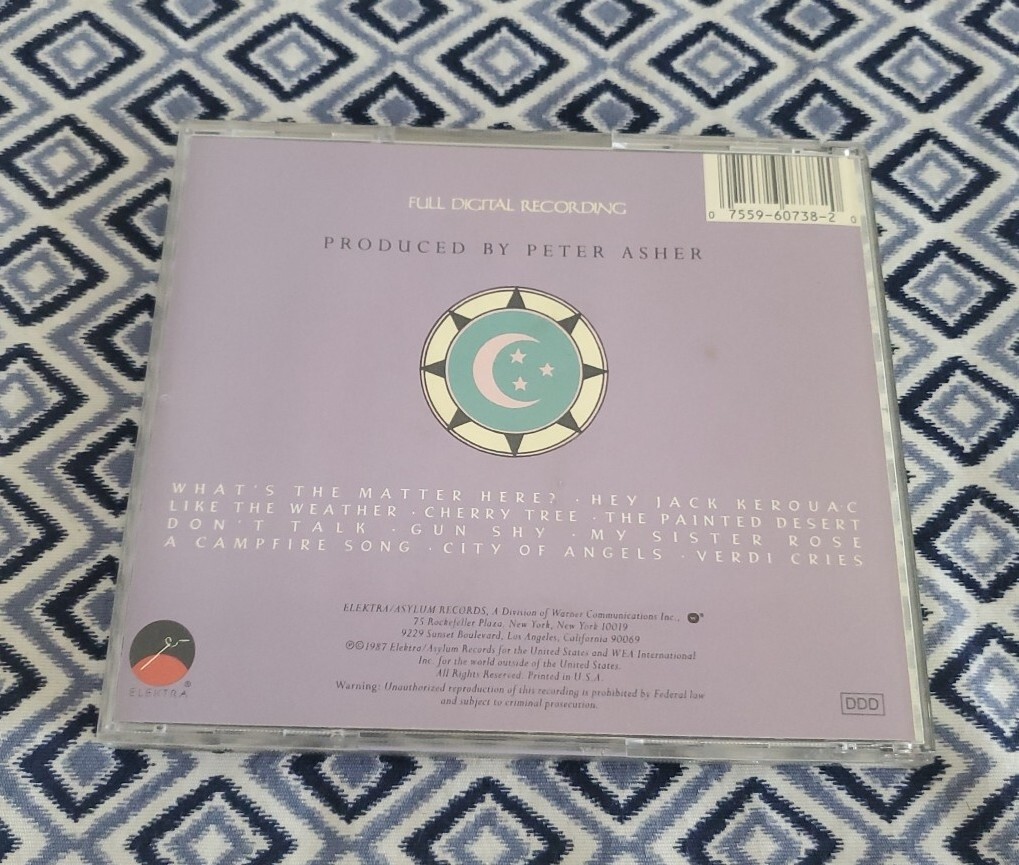 0 7559-60738-2 0
FULL DIGITAL RECORDING
PRODUCED BY PETER ASHER
WHAT'S THE MATTER HERE? · HEY JACK KEROUAC
LIKE THE WEATHER · CHERRY TREE · THE PAINTED DESERT
DON'T TALK · GUN SHY · MY SISTER ROSE
A CAMPFIRE SONG · CITY OF ANGELS · VERDI CRIES
ELEKTRA/ASYLUM RECORDS, A Division of Warner Communications Inc.,
75 Rockefeller Plaza, New York, New York 10019
9229 Sunset Boulevard, Los Angeles, California 90069
℗©1987 Elektra/Asylum Records for the United States and WEA International
Inc. for the world outside of the United States.
All Rights Reserved. Printed in U.S.A.
Warning: Unauthorized reproduction of this recording is prohibited by Federal law
and subject to criminal prosecution.
ELEKTRA®
DDD